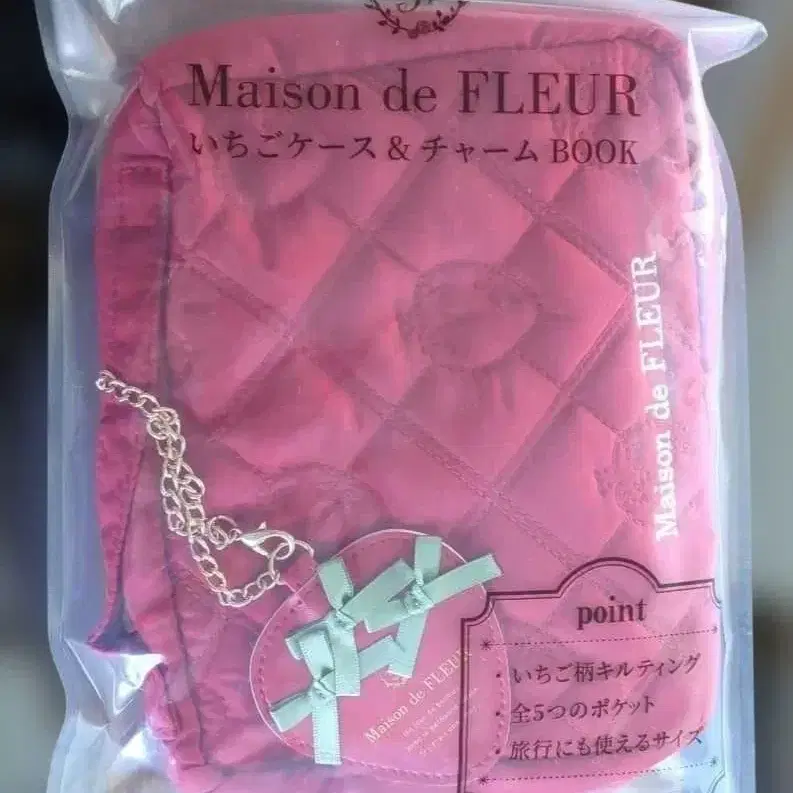 Maison de FLEUR
いちごケース & チャーム BOOK
Maison de FLEUR
Maison de FLEUR
point
・いちご柄キルティング
・全5つのポケット
・旅行にも使えるサイズ